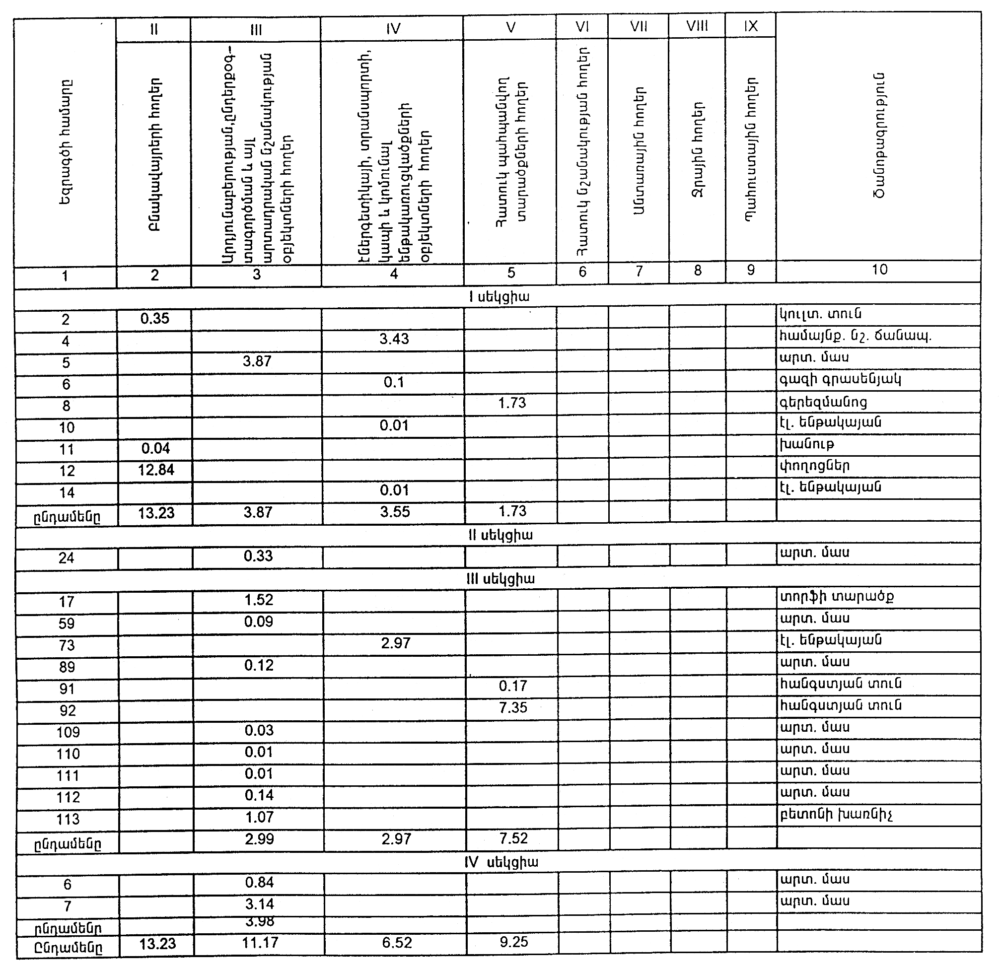 II III IV V VI VII VIII IX
Եզրագծի համարը
Բնակավայրերի հողեր
Արդյունաբերության, ընդերքօ-
տագործման և այլ
արտադրական նշանակության
օբյեկտների հողեր
Էներգետիկայի, տրանսպորտի,
կապի և կոմունալ
ենթակառուցվածքների
օբյեկտների հողեր
Հատուկ պահպանվող
տարածքների հողեր
Հատուկ նշանակության հողեր
Անտառային հողեր
Ջրային հողեր
Պահուստային հողեր
Ծանոթագրություն
1 2 3 4 5 6 7 8 9 10
I սեկցիա
2 0.35 կուլտ. տուն
4 3.43 համայնք. նշ. ճանապ.
5 3.87 արտ. մաս
6 0.1 գազի գրասենյակ
8 1.73 գերեզմանոց
10 0.01 էլ. ենթակայան
11 0.04 խանութ
12 12.84 փողոցներ
14 0.01 էլ. ենթակայան
ընդամենը 13.23 3.87 3.55 1.73
II սեկցիա
24 0.33 արտ. մաս
III սեկցիա
17 1.52 տորֆի տարածք
59 0.09 արտ. մաս
73 2.97 էլ. ենթակայան
89 0.12 արտ. մաս
91 0.17 հանգստյան տուն
92 7.35 հանգստյան տուն
109 0.03 արտ. մաս
110 0.01 արտ. մաս
111 0.01 արտ. մաս
112 0.14 արտ. մաս
113 1.07 բետոնի խառնիչ
ընդամենը 2.99 2.97 7.52
IV սեկցիա
6 0.84 արտ. մաս
7 3.14 արտ. մաս
ընդամենը 3.98
Ընդամենը 13.23 11.17 6.52 9.25